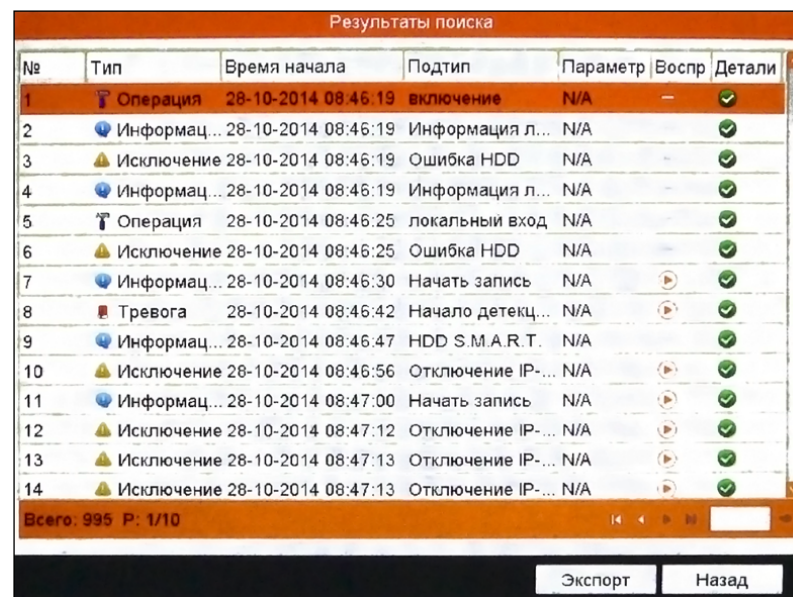 Результаты поиска
№ Тип Время начала Подтип Параметр Воспр Детали
1 Операция 28-10-2014 08:46:19 включение N/A —
2 Информац... 28-10-2014 08:46:19 Информация л... N/A –
3 Исключение 28-10-2014 08:46:19 Ошибка HDD N/A –
4 Информац... 28-10-2014 08:46:19 Информация л... N/A –
5 Операция 28-10-2014 08:46:25 локальный вход N/A –
6 Исключение 28-10-2014 08:46:25 Ошибка HDD N/A –
7 Информац... 28-10-2014 08:46:30 Начать запись N/A
8 Тревога 28-10-2014 08:46:42 Начало детекц... N/A
9 Информац... 28-10-2014 08:46:47 HDD S.M.A.R.T. N/A –
10 Исключение 28-10-2014 08:46:56 Отключение IP-... N/A
11 Информац... 28-10-2014 08:47:00 Начать запись N/A
12 Исключение 28-10-2014 08:47:12 Отключение IP-... N/A
13 Исключение 28-10-2014 08:47:13 Отключение IP-... N/A
14 Исключение 28-10-2014 08:47:13 Отключение IP-... N/A
Всего: 995 P: 1/10
Экспорт Назад